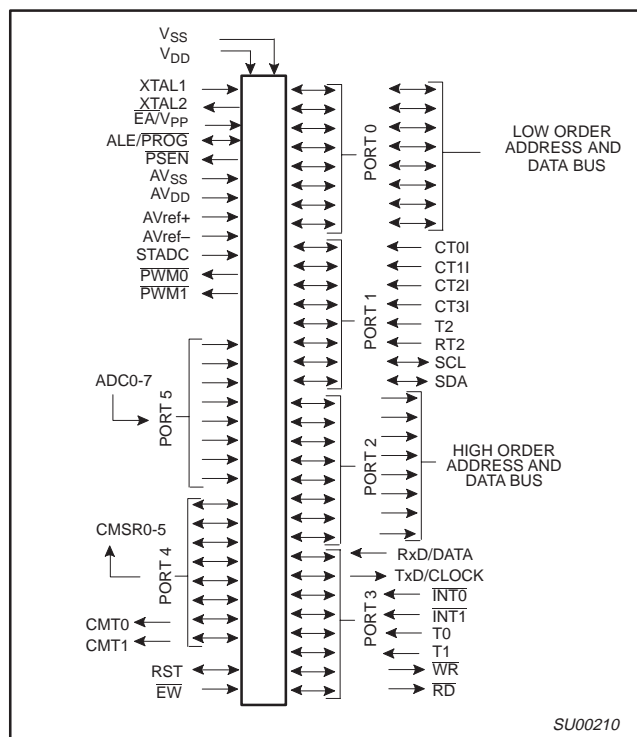 VSS
VDD
XTAL1
XTAL2
EA/VPP
ALE/PROG
PSEN
AVSS
AVDD
AVref+
AVref–
STADC
PWM0
PWM1
ADC0-7
PORT 5
CMSR0-5
PORT 4
CMT0
CMT1
RST
EW
PORT 0
LOW ORDER
ADDRESS AND
DATA BUS
PORT 1
CT0I
CT1I
CT2I
CT3I
T2
RT2
SCL
SDA
PORT 2
HIGH ORDER
ADDRESS AND
DATA BUS
PORT 3
RxD/DATA
TxD/CLOCK
INT0
INT1
T0
T1
WR
RD
SU00210